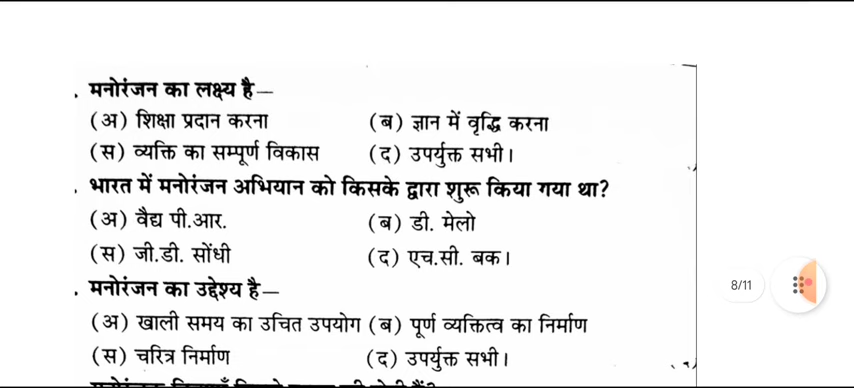 . मनोरंजन का लक्ष्य है—
(अ) शिक्षा प्रदान करना (ब) ज्ञान में वृद्धि करना
(स) व्यक्ति का सम्पूर्ण विकास (द) उपर्युक्त सभी।
. भारत में मनोरंजन अभियान को किसके द्वारा शुरू किया गया था?
(अ) वैद्य पी.आर. (ब) डी. मेलो
(स) जी.डी. सोंधी (द) एच.सी. बक।
. मनोरंजन का उद्देश्य है—
(अ) खाली समय का उचित उपयोग (ब) पूर्ण व्यक्तित्व का निर्माण
(स) चरित्र निर्माण (द) उपर्युक्त सभी।
8/11